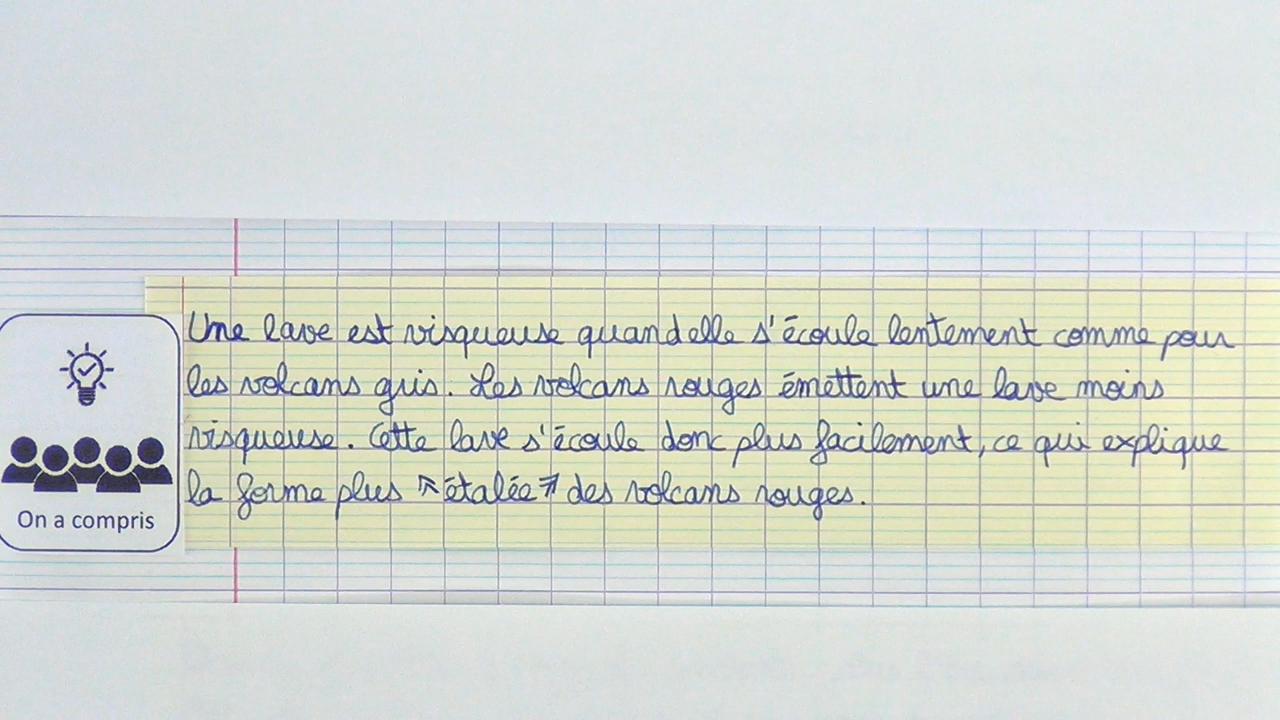 Une lave est visqueuse quand elle s'écoule lentement comme pour
les volcans gris. Les volcans rouges émettent une lave moins
visqueuse. Cette lave s'écoule donc plus facilement, ce qui explique
la forme plus "étalée" des volcans rouges.
On a compris